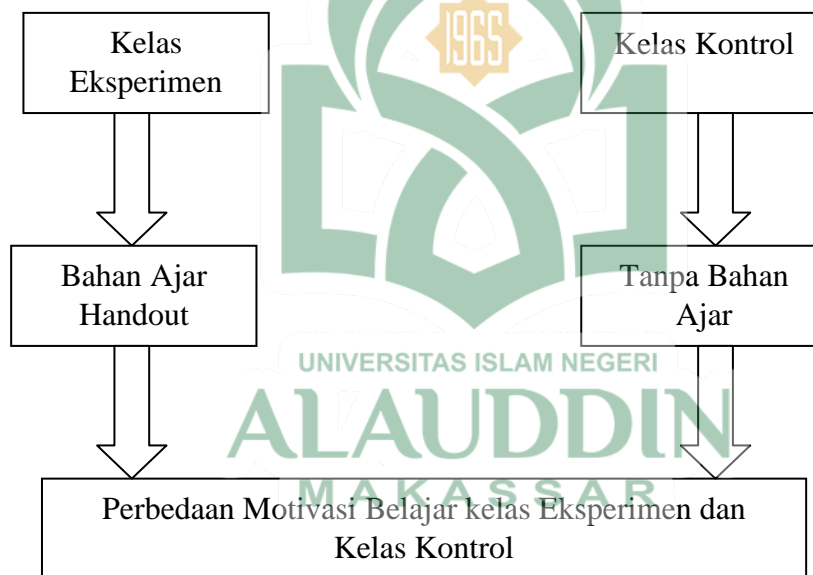 1965
Kelas
Eksperimen
Kelas Kontrol
Bahan Ajar
Handout
Tanpa Bahan
Ajar
UNIVERSITAS ISLAM NEGERI
ALAUDDIN
MAKASSAR
Perbedaan Motivasi Belajar kelas Eksperimen dan
Kelas Kontrol